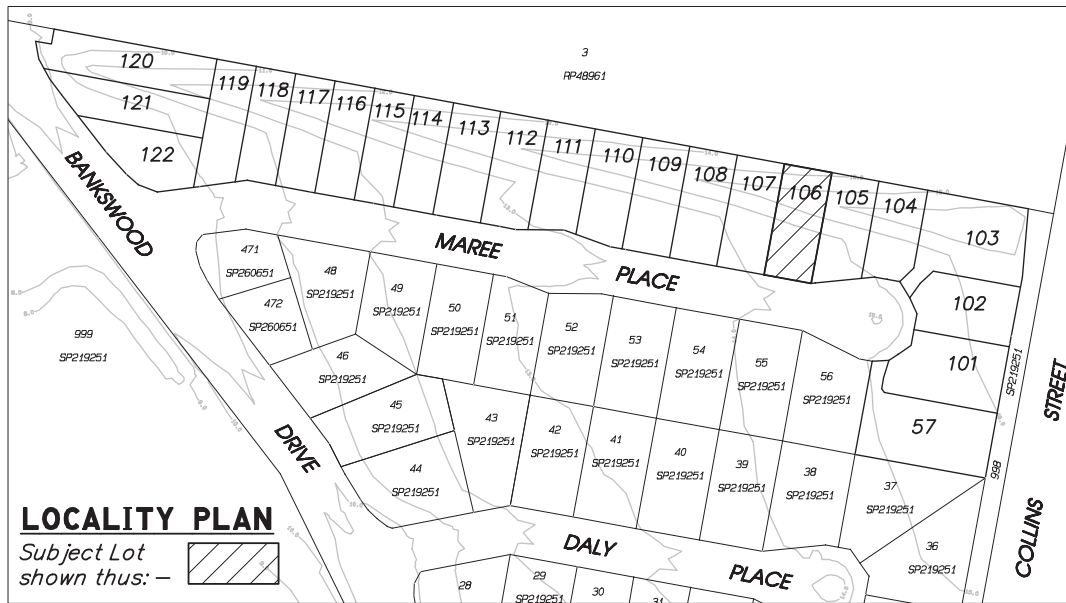 3
RP48961
120
121
122
119
118
117
116
115
114
113
112
111
110
109
108
107
106
105
104
103
102
101
57
BANKSWOOD
DRIVE
MAREE
PLACE
471
SP260651
472
SP260651
48
SP219251
49
SP219251
50
SP219251
51
SP219251
52
SP219251
53
SP219251
54
SP219251
55
SP219251
56
SP219251
46
SP219251
45
SP219251
44
SP219251
43
SP219251
42
SP219251
41
SP219251
40
SP219251
39
SP219251
38
SP219251
37
SP219251
36
SP219251
999
SP219251
998
SP219251
COLLINS
STREET
DALY
PLACE
28
29
SP219251
30
31
LOCALITY PLAN
Subject Lot
shown thus: –